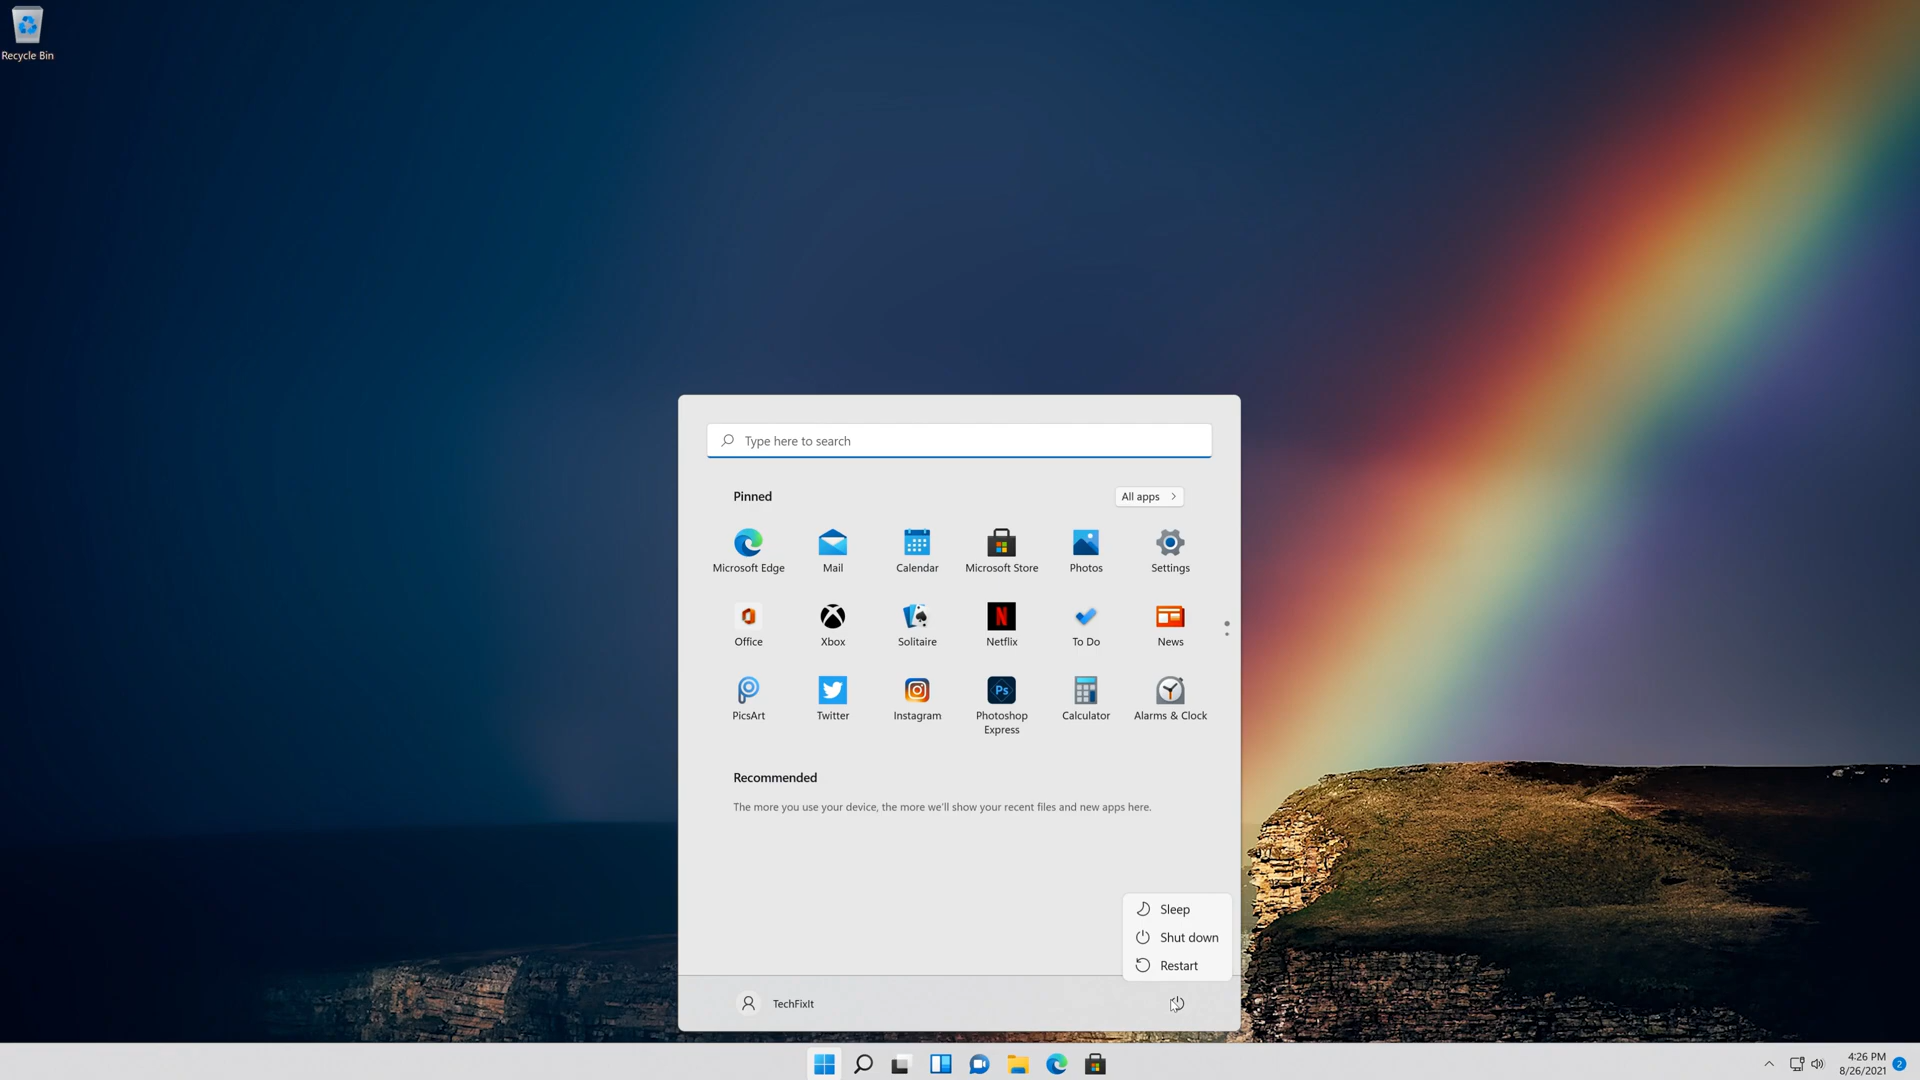 Recycle Bin
Type here to search
Pinned
All apps
Microsoft Edge
Mail
Calendar
Microsoft Store
Photos
Settings
Office
Xbox
Solitaire
Netflix
To Do
News
PicsArt
Twitter
Instagram
Ps
Photoshop
Express
Calculator
Alarms & Clock
Recommended
The more you use your device, the more we'll show your recent files and new apps here.
Sleep
Shut down
Restart
TechFixIt
4:26 PM
8/26/2021
2